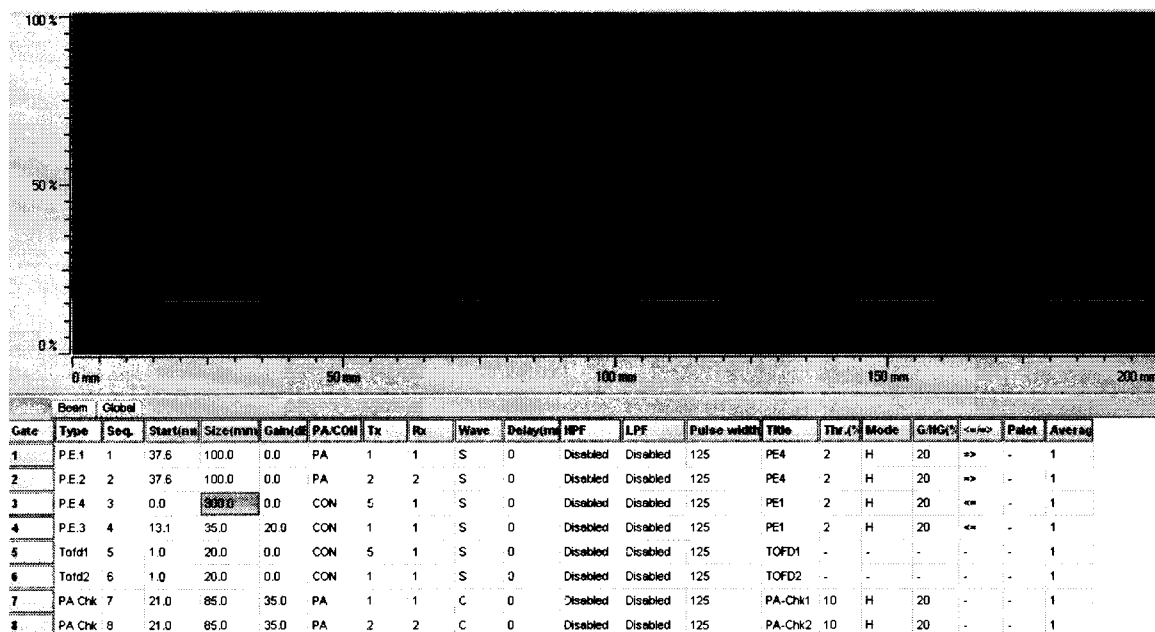 100 %
50 %
0 %
0 mm 50 mm 100 mm 150 mm 200 mm
Beam Global
Gate Type Seq. Start(mm Size(mm Gain(dB PA/CON Tx Rx Wave Delay(m HPF LPF Pulse width Title Thr.(% Mode G/HG(% <=/=> Palet Averag
1 P.E.1 1 37.6 100.0 0.0 PA 1 1 S 0 Disabled Disabled 125 PE4 2 H 20 => - 1
2 P.E.2 2 37.6 100.0 0.0 PA 2 2 S 0 Disabled Disabled 125 PE4 2 H 20 => - 1
3 P.E.4 3 0.0 300.0 0.0 CON 5 1 S 0 Disabled Disabled 125 PE1 2 H 20 <= - 1
4 P.E.3 4 13.1 35.0 20.0 CON 1 1 S 0 Disabled Disabled 125 PE1 2 H 20 <= - 1
5 Tofd1 5 1.0 20.0 0.0 CON 5 1 S 0 Disabled Disabled 125 TOFD1 - - - - - 1
6 Tofd2 6 1.0 20.0 0.0 CON 1 1 S 0 Disabled Disabled 125 TOFD2 - - - - - 1
7 PA Chk 7 21.0 85.0 35.0 PA 1 1 C 0 Disabled Disabled 125 PA-Chk1 10 H 20 - - 1
8 PA Chk 8 21.0 85.0 35.0 PA 2 2 C 0 Disabled Disabled 125 PA-Chk2 10 H 20 - - 1